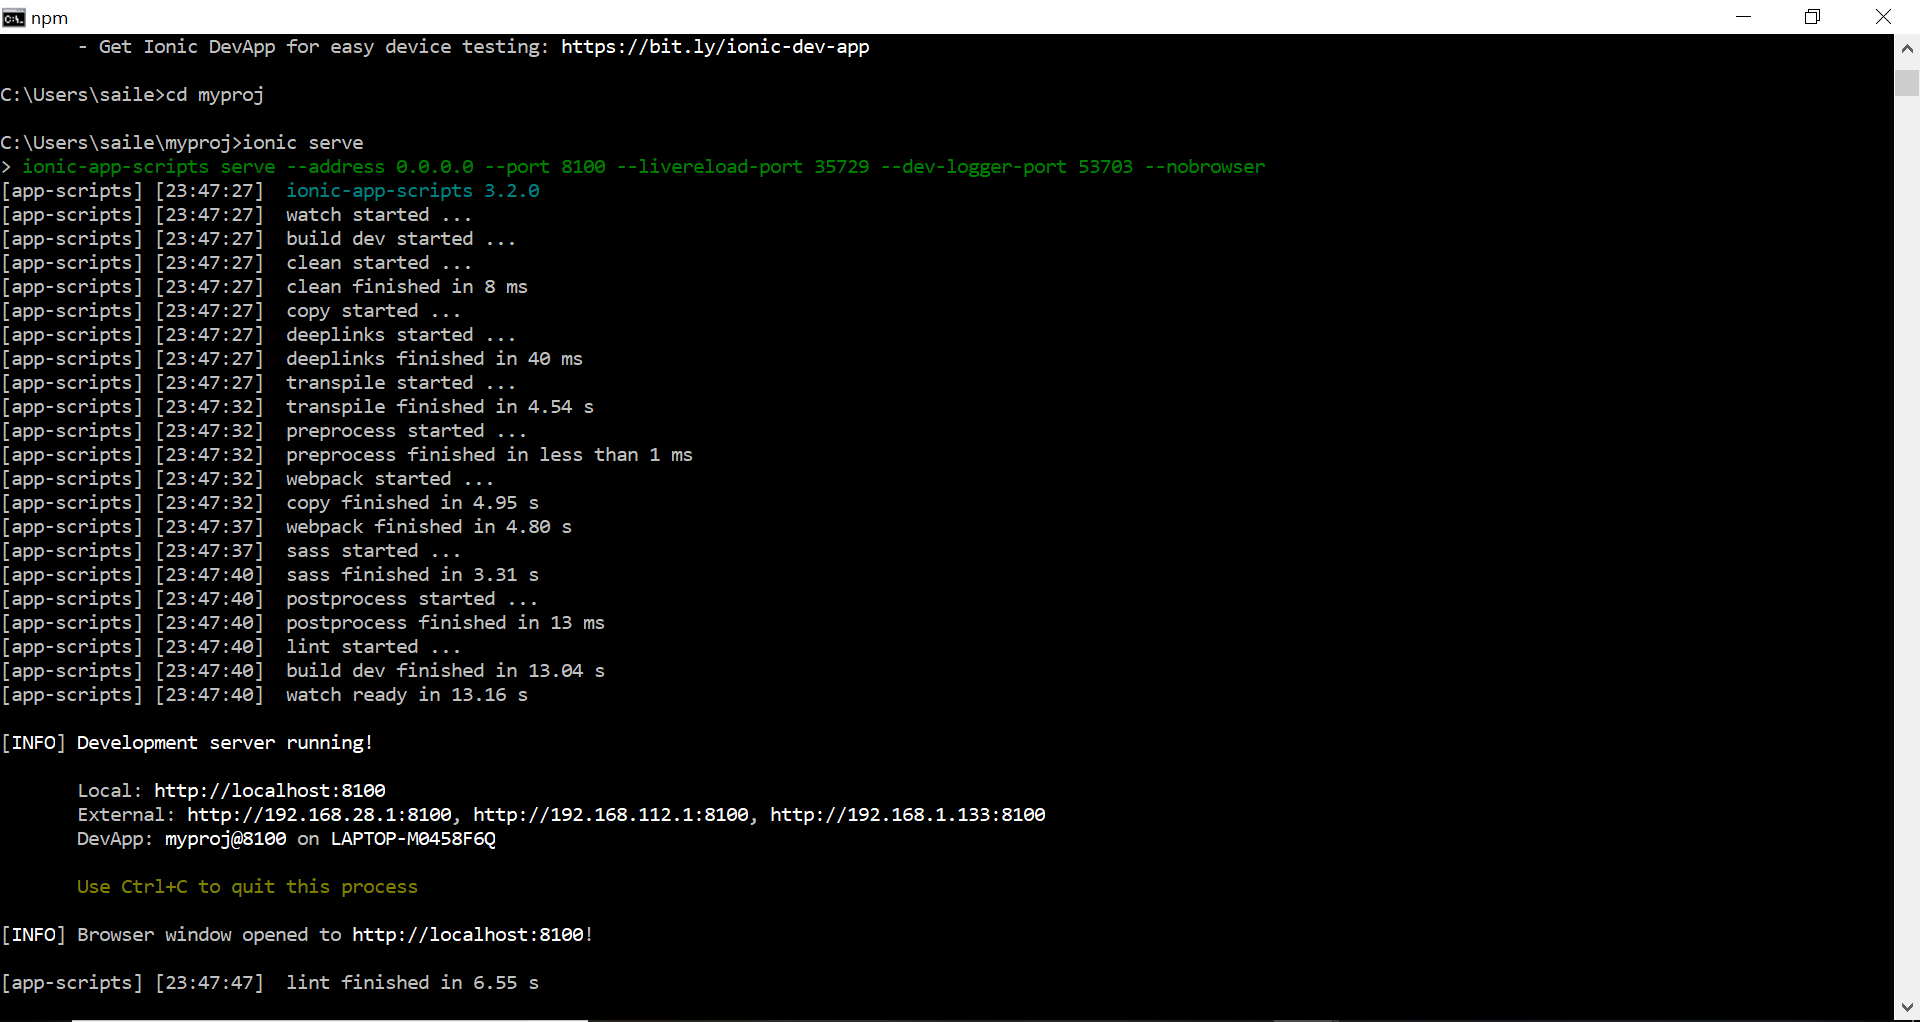 npm
- Get Ionic DevApp for easy device testing: https://bit.ly/ionic-dev-app
C:\Users\saile>cd myproj
C:\Users\saile\myproj>ionic serve
> ionic-app-scripts serve --address 0.0.0.0 --port 8100 --livereload-port 35729 --dev-logger-port 53703 --nobrowser
[app-scripts] [23:47:27]  ionic-app-scripts 3.2.0
[app-scripts] [23:47:27]  watch started ...
[app-scripts] [23:47:27]  build dev started ...
[app-scripts] [23:47:27]  clean started ...
[app-scripts] [23:47:27]  clean finished in 8 ms
[app-scripts] [23:47:27]  copy started ...
[app-scripts] [23:47:27]  deeplinks started ...
[app-scripts] [23:47:27]  deeplinks finished in 40 ms
[app-scripts] [23:47:27]  transpile started ...
[app-scripts] [23:47:32]  transpile finished in 4.54 s
[app-scripts] [23:47:32]  preprocess started ...
[app-scripts] [23:47:32]  preprocess finished in less than 1 ms
[app-scripts] [23:47:32]  webpack started ...
[app-scripts] [23:47:32]  copy finished in 4.95 s
[app-scripts] [23:47:37]  webpack finished in 4.80 s
[app-scripts] [23:47:37]  sass started ...
[app-scripts] [23:47:40]  sass finished in 3.31 s
[app-scripts] [23:47:40]  postprocess started ...
[app-scripts] [23:47:40]  postprocess finished in 13 ms
[app-scripts] [23:47:40]  lint started ...
[app-scripts] [23:47:40]  build dev finished in 13.04 s
[app-scripts] [23:47:40]  watch ready in 13.16 s
[INFO] Development server running!
Local: http://localhost:8100
External: http://192.168.28.1:8100, http://192.168.112.1:8100, http://192.168.1.133:8100
DevApp: myproj@8100 on LAPTOP-M0458F6Q
Use Ctrl+C to quit this process
[INFO] Browser window opened to http://localhost:8100!
[app-scripts] [23:47:47]  lint finished in 6.55 s